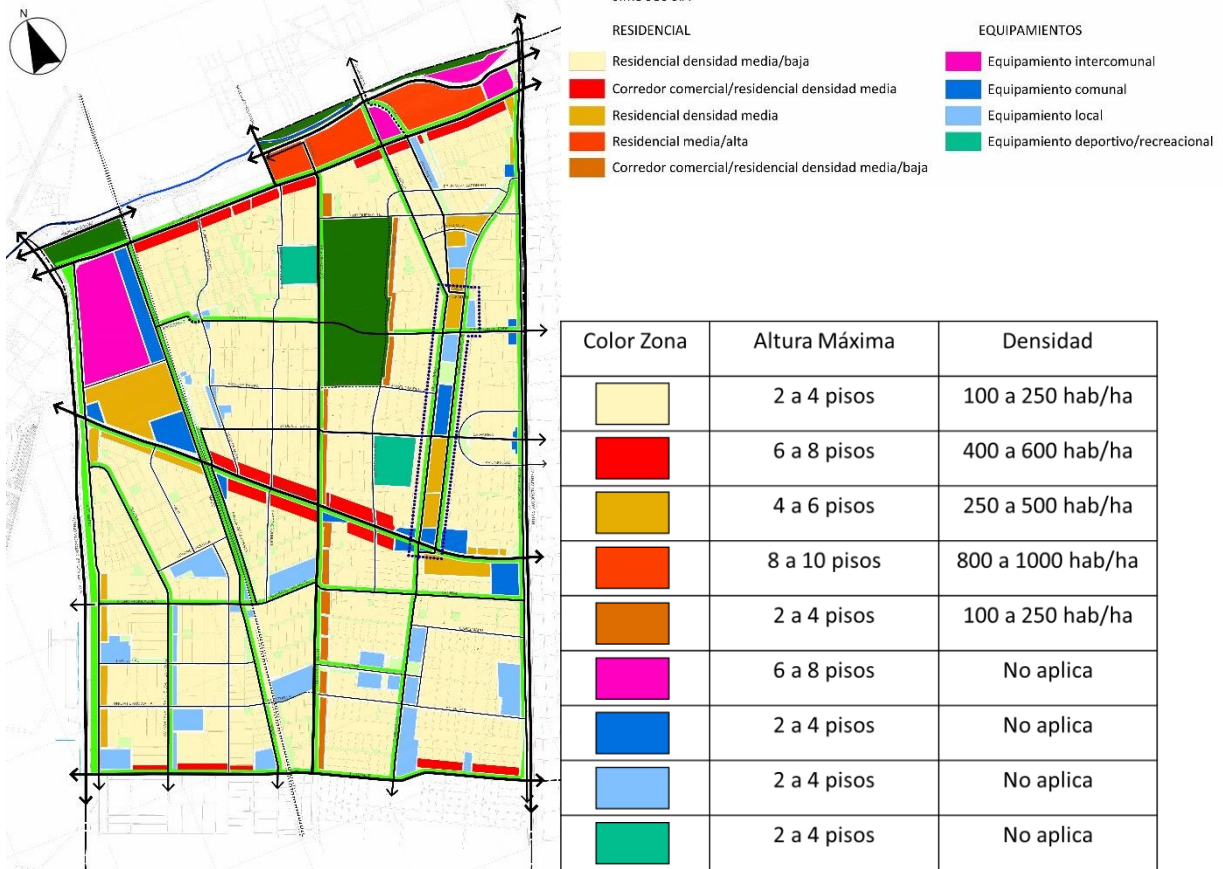 N
RESIDENCIAL
Residencial densidad media/baja
Corredor comercial/residencial densidad media
Residencial densidad media
Residencial media/alta
Corredor comercial/residencial densidad media/baja
EQUIPAMIENTOS
Equipamiento intercomunal
Equipamiento comunal
Equipamiento local
Equipamiento deportivo/recreacional
Color Zona Altura Máxima Densidad
2 a 4 pisos 100 a 250 hab/ha
6 a 8 pisos 400 a 600 hab/ha
4 a 6 pisos 250 a 500 hab/ha
8 a 10 pisos 800 a 1000 hab/ha
2 a 4 pisos 100 a 250 hab/ha
6 a 8 pisos No aplica
2 a 4 pisos No aplica
2 a 4 pisos No aplica
2 a 4 pisos No aplica